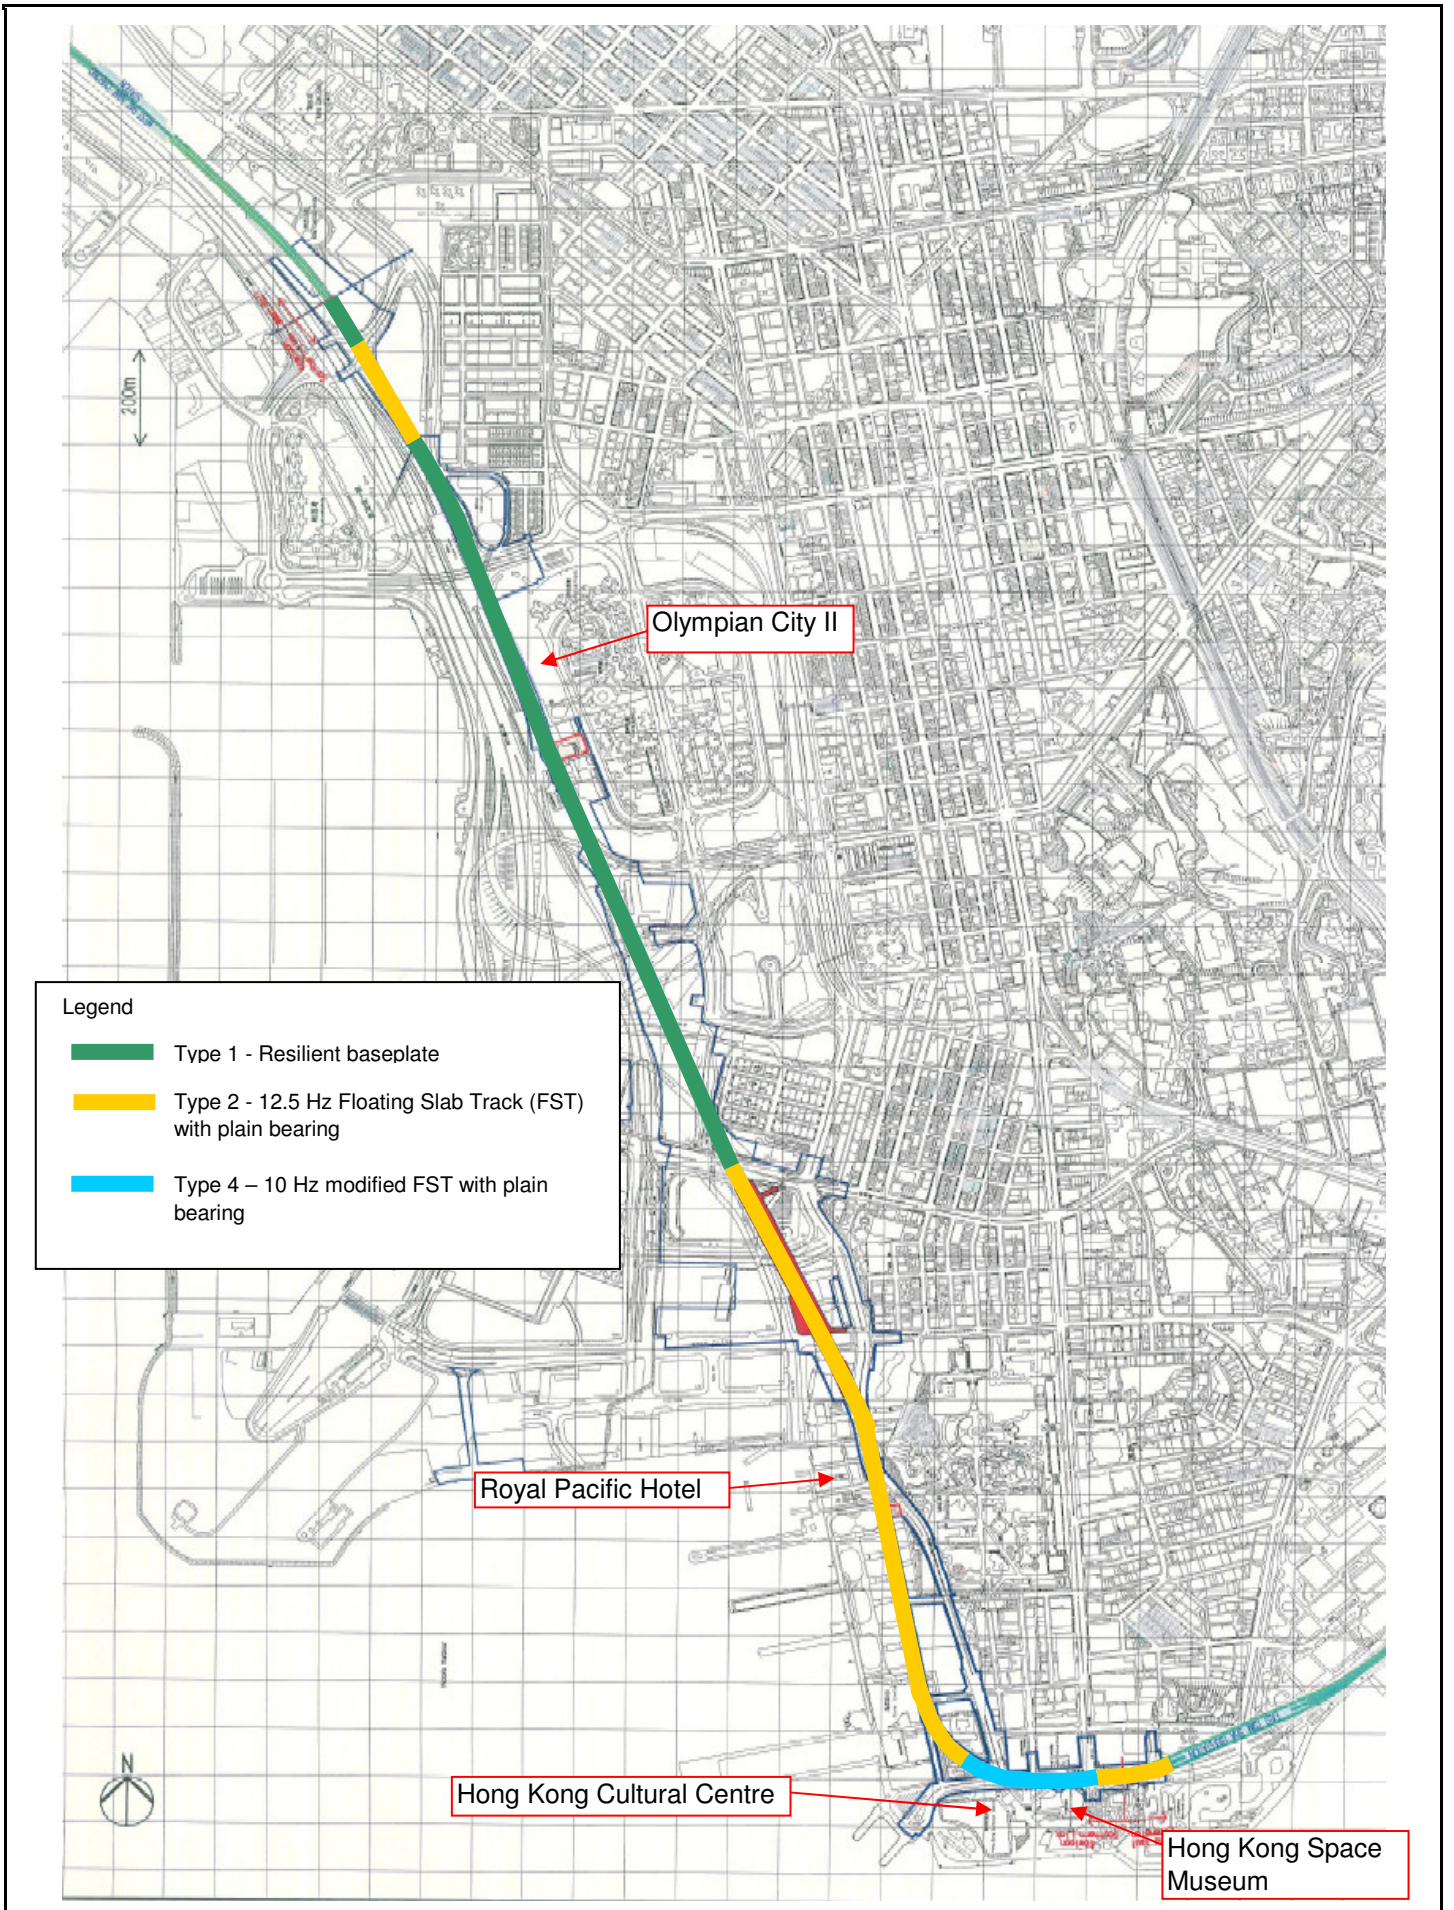 200m
Olympian City II
Legend
Type 1 - Resilient baseplate
Type 2 - 12.5 Hz Floating Slab Track (FST)
with plain bearing
Type 4 – 10 Hz modified FST with plain
bearing
Royal Pacific Hotel
N
Hong Kong Cultural Centre
Hong Kong Space
Museum